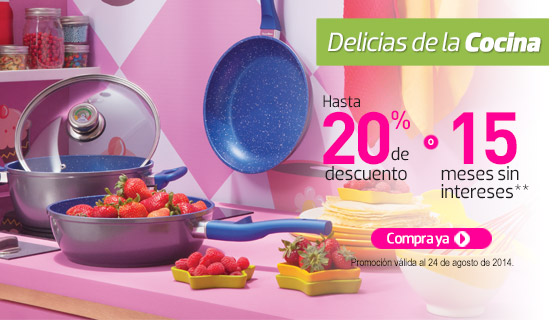 Delicias de la Cocina
Hasta
20% de descuento
o
15 meses sin intereses**
Compra ya
Promoción válida al 24 de agosto de 2014.